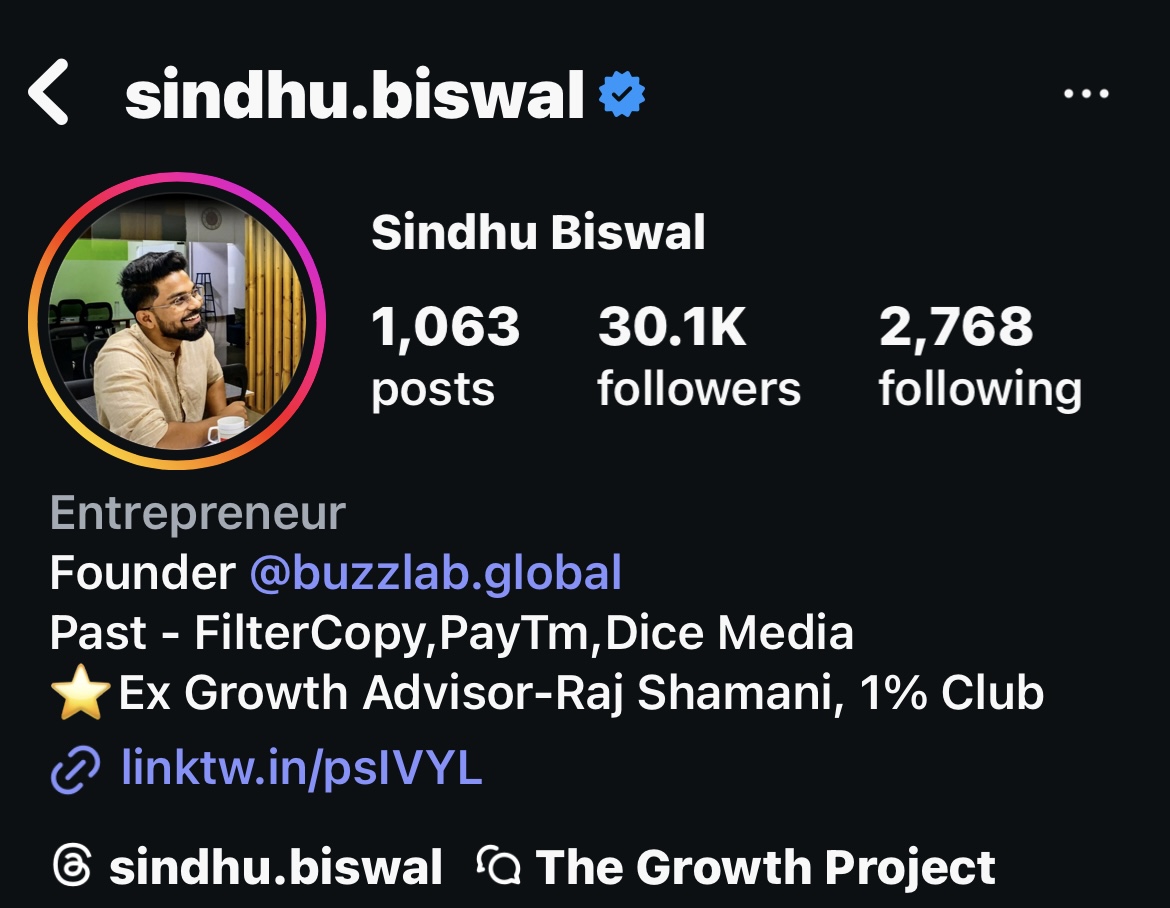 sindhu.biswal
Sindhu Biswal
1,063 30.1K 2,768
posts followers following
Entrepreneur
Founder @buzzlab.global
Past - FilterCopy,PayTm,Dice Media
⭐Ex Growth Advisor-Raj Shamani, 1% Club
linktw.in/psIVYL
sindhu.biswal The Growth Project